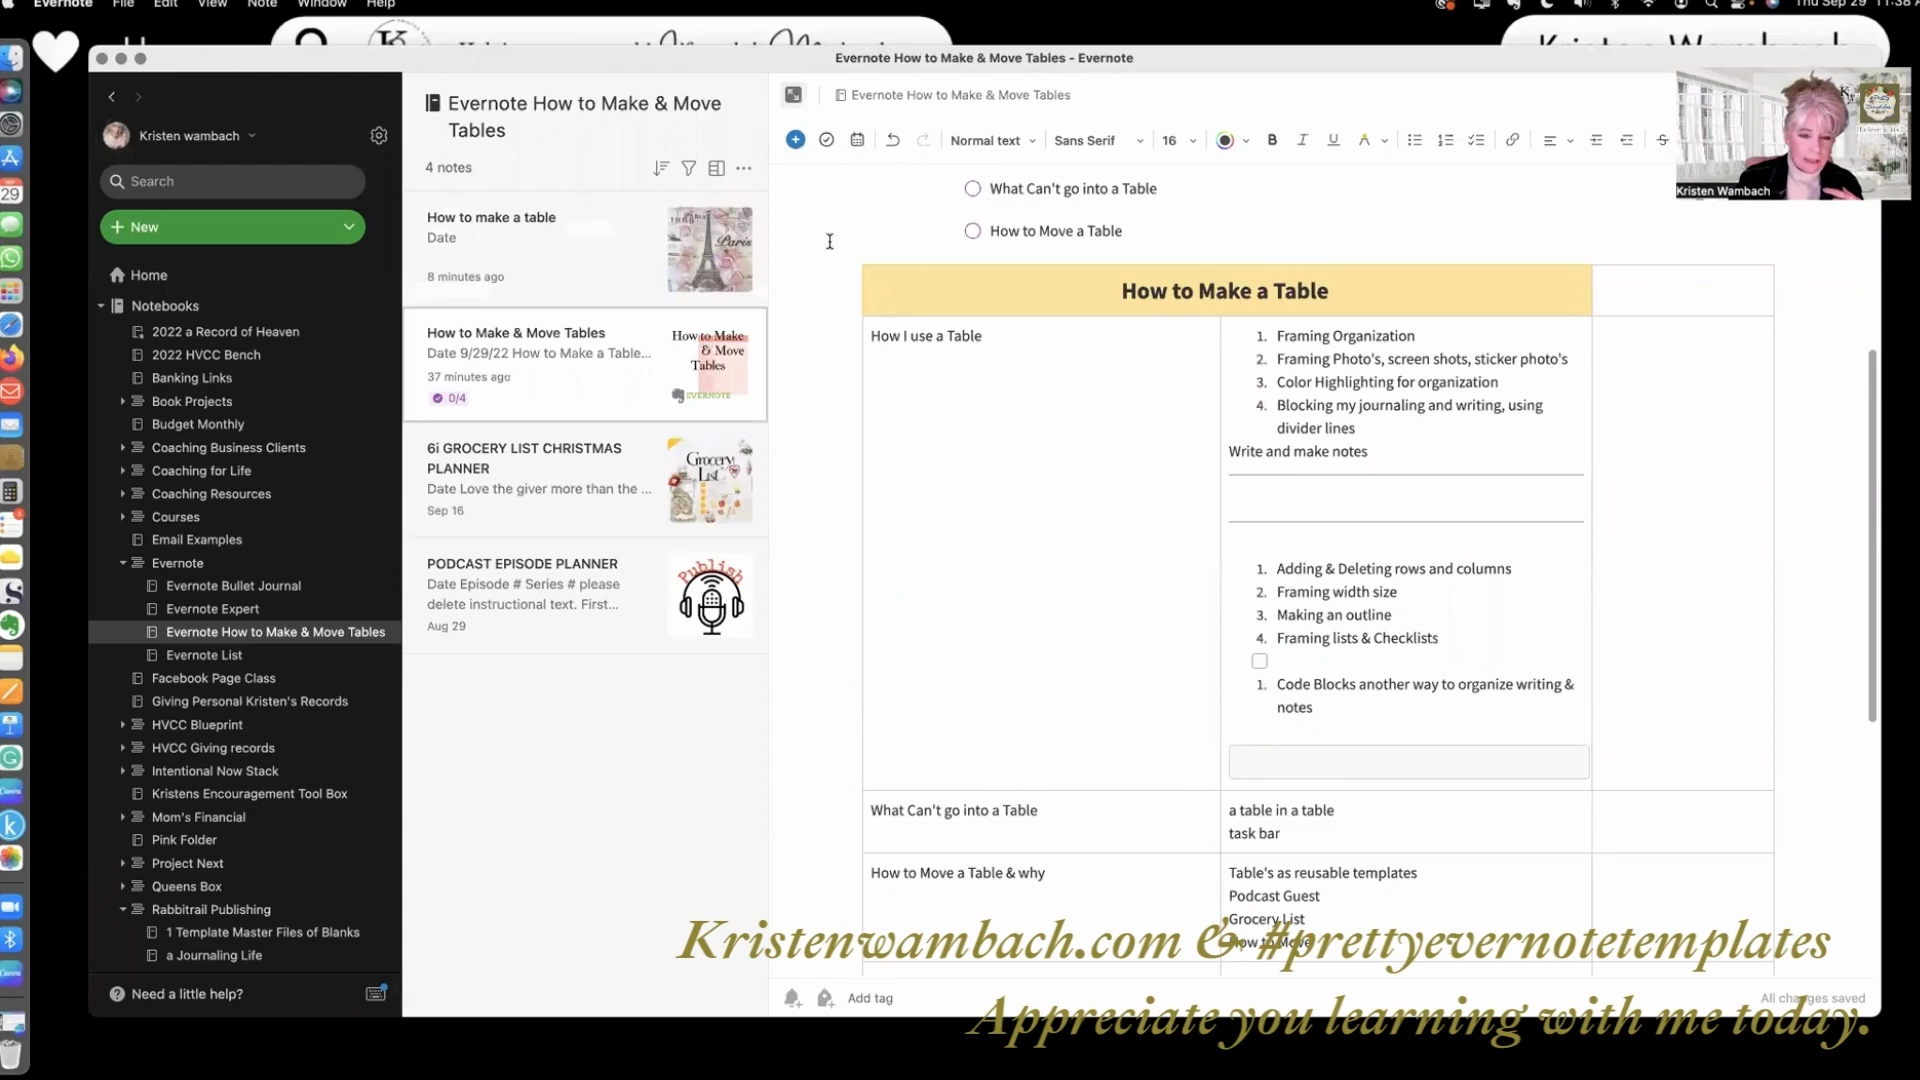 Evernote File Edit View Note Window Help
Thu Sep 29 11:38
Evernote How to Make & Move Tables - Evernote
Kristen wambach
Search
New
Home
Notebooks
2022 a Record of Heaven
2022 HVCC Bench
Banking Links
Book Projects
Budget Monthly
Coaching Business Clients
Coaching for Life
Coaching Resources
Courses
Email Examples
Evernote
Evernote Bullet Journal
Evernote Expert
Evernote How to Make & Move Tables
Evernote List
Facebook Page Class
Giving Personal Kristen's Records
HVCC Blueprint
HVCC Giving records
Intentional Now Stack
Kristens Encouragement Tool Box
Mom's Financial
Pink Folder
Project Next
Queens Box
Rabbitrail Publishing
1 Template Master Files of Blanks
a Journaling Life
Need a little help?
Evernote How to Make & Move
Tables
4 notes
How to make a table
Date
8 minutes ago
Paris
How to Make & Move Tables
Date 9/29/22 How to Make a Table...
37 minutes ago
0/4
How to Make
& Move
Tables
EVERNOTE
6i GROCERY LIST CHRISTMAS
PLANNER
Date Love the giver more than the ...
Sep 16
Grocery
List
PODCAST EPISODE PLANNER
Date Episode # Series # please
delete instructional text. First...
Aug 29
Publish
Evernote How to Make & Move Tables
Normal text Sans Serif 16
Kristen Wambach
What Can't go into a Table
How to Move a Table
How to Make a Table
How I use a Table
1. Framing Organization
2. Framing Photo's, screen shots, sticker photo's
3. Color Highlighting for organization
4. Blocking my journaling and writing, using
divider lines
Write and make notes
1. Adding & Deleting rows and columns
2. Framing width size
3. Making an outline
4. Framing lists & Checklists
1. Code Blocks another way to organize writing &
notes
What Can't go into a Table
a table in a table
task bar
How to Move a Table & why
Table's as reusable templates
Podcast Guest
Grocery List
How to Move
Kristenwambach.com & #prettyevernotetemplates
Add tag
All changes saved
Appreciate you learning with me today.